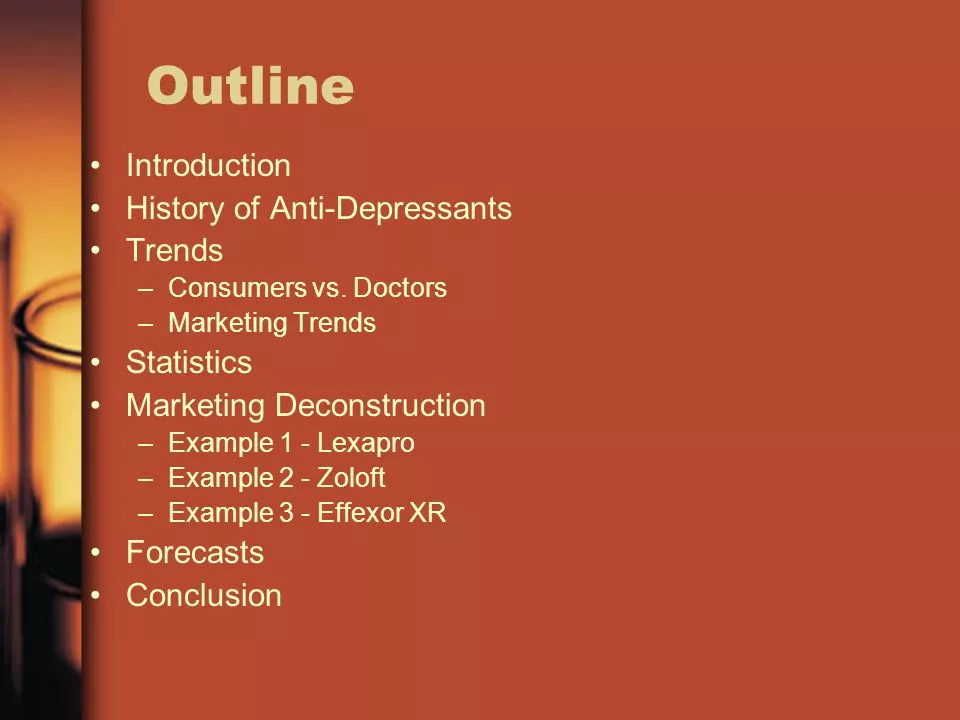 Outline
• Introduction
• History of Anti-Depressants
• Trends
– Consumers vs. Doctors
– Marketing Trends
• Statistics
• Marketing Deconstruction
– Example 1 - Lexapro
– Example 2 - Zoloft
– Example 3 - Effexor XR
• Forecasts
• Conclusion